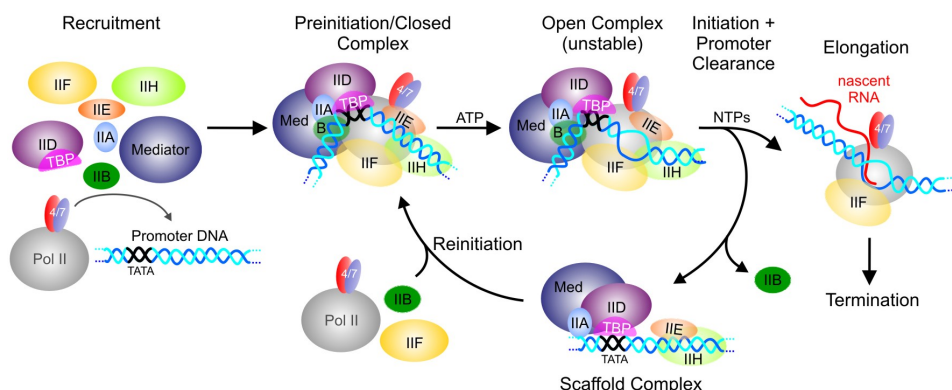 Recruitment
IIF
IIH
IIE
IIA
IID
TBP
Mediator
IIB
4/7
Pol II
Promoter DNA
TATA
Preinitiation/Closed
Complex
IID
4/7
TBP
IIA
Med
B
IIE
IIF
IIH
ATP
Open Complex
(unstable)
IID
4/7
TBP
IIA
Med
B
IIE
IIF
IIH
Initiation +
Promoter
Clearance
NTPs
Elongation
nascent
RNA
4/7
IIF
Termination
IIB
Reinitiation
4/7
Pol II
IIB
IIF
Med
IID
IIA
TBP
IIE
TATA
IIH
Scaffold Complex